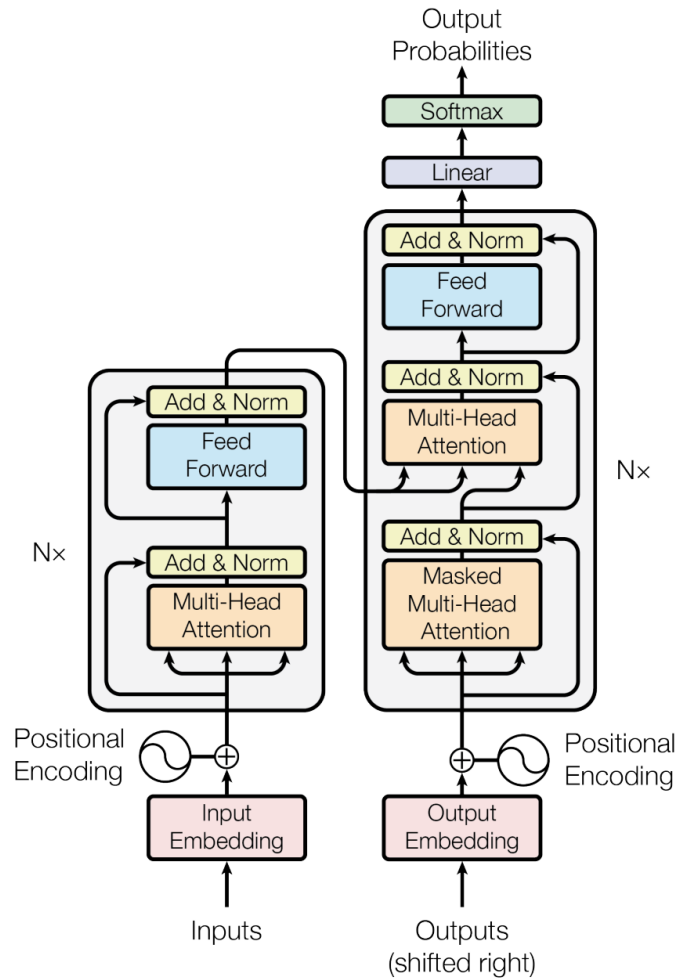 Output
Probabilities
Softmax
Linear
Add & Norm
Feed
Forward
Add & Norm
Multi-Head
Attention
Nx
Add & Norm
Masked
Multi-Head
Attention
Add & Norm
Feed
Forward
Nx
Add & Norm
Multi-Head
Attention
Positional
Encoding
Positional
Encoding
Input
Embedding
Output
Embedding
Inputs
Outputs
(shifted right)